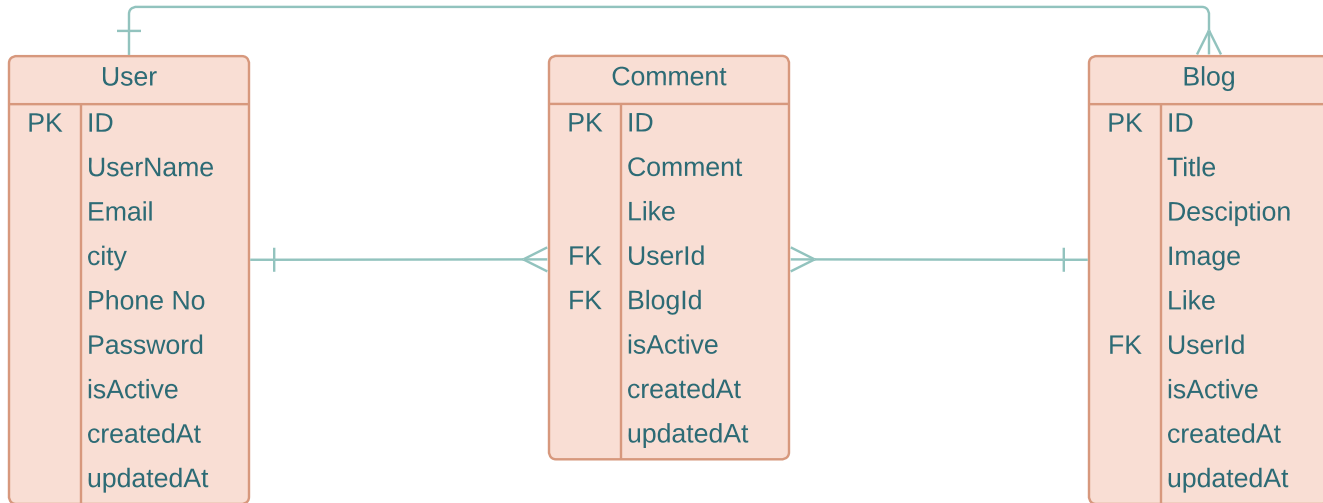 User
PK ID
UserName
Email
city
Phone No
Password
isActive
createdAt
updatedAt
Comment
PK ID
Comment
Like
FK UserId
FK BlogId
isActive
createdAt
updatedAt
Blog
PK ID
Title
Desciption
Image
Like
FK UserId
isActive
createdAt
updatedAt